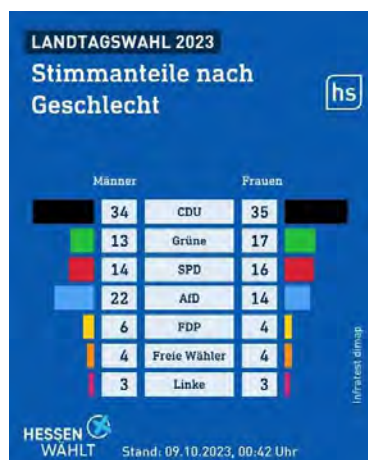 LANDTAGSWAHL 2023
Stimmanteile nach
Geschlecht
hs
Männer Frauen
34 CDU 35
13 Grüne 17
14 SPD 16
22 AfD 14
6 FDP 4
4 Freie Wähler 4
3 Linke 3
Infratest dimap
HESSEN
WÄHLT
Stand: 09.10.2023, 00:42 Uhr